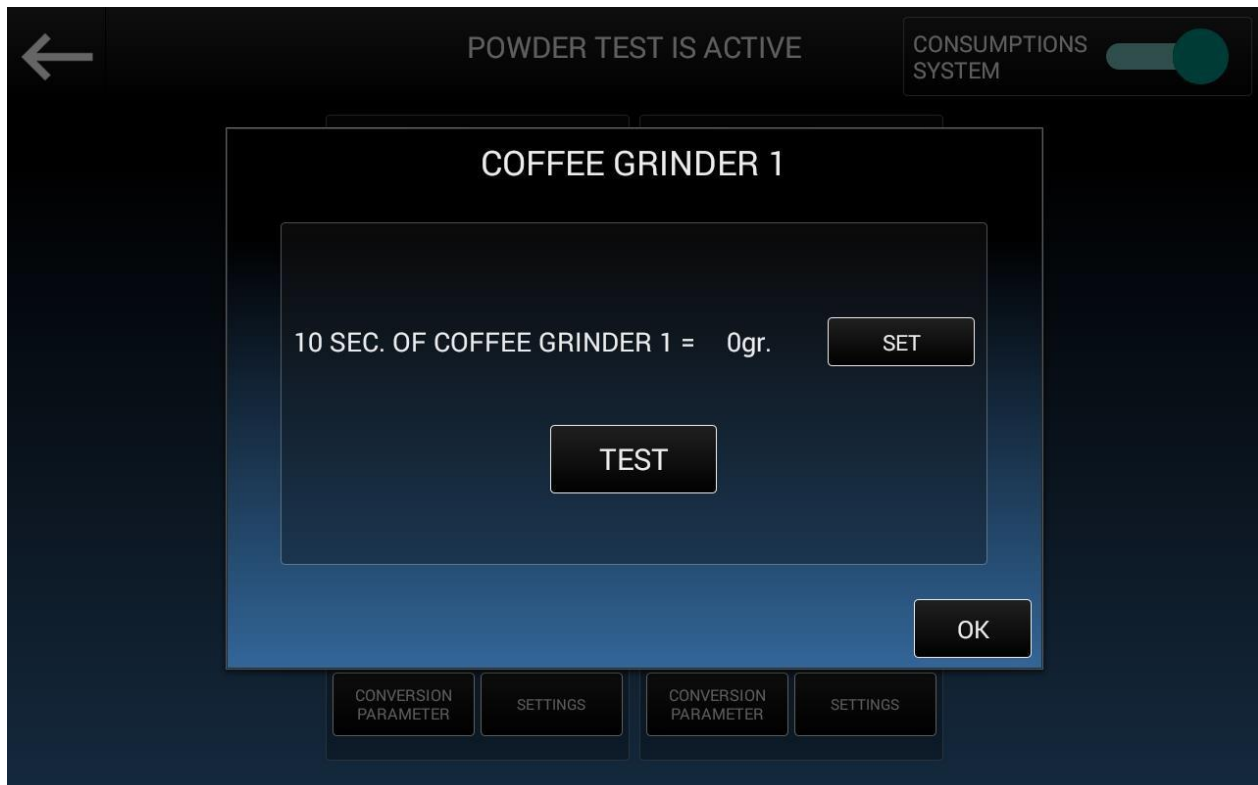 POWDER TEST IS ACTIVE
CONSUMPTIONS
SYSTEM
COFFEE GRINDER 1
10 SEC. OF COFFEE GRINDER 1 = 0gr. SET
TEST
OK
CONVERSION
PARAMETER
SETTINGS
CONVERSION
PARAMETER
SETTINGS